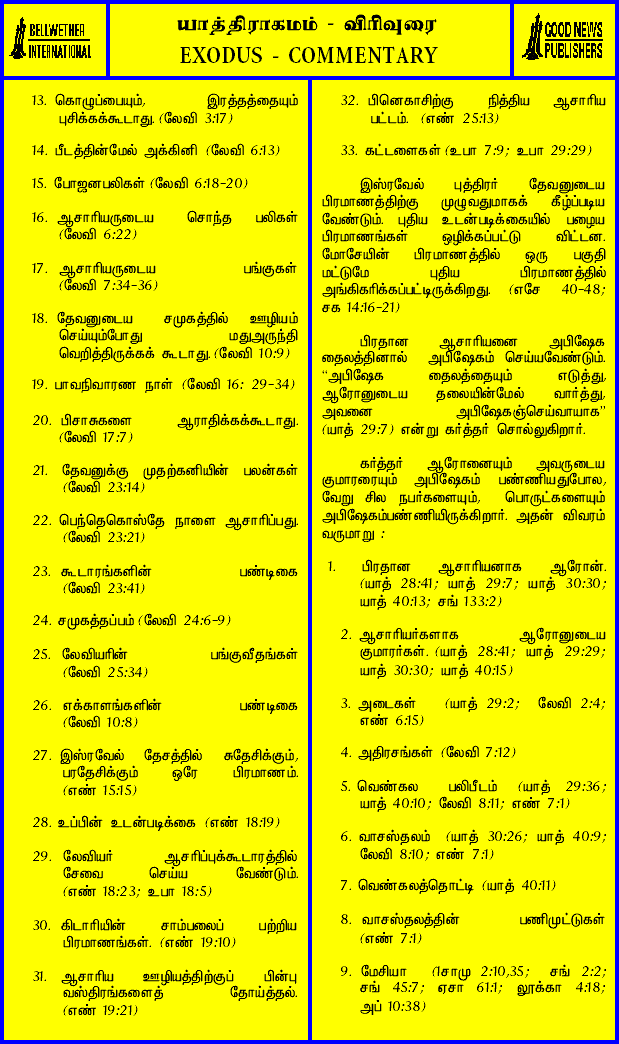 BELLWETHER
INTERNATIONAL
யாத்திராகமம் - விரிவுரை
EXODUS - COMMENTARY
GOOD NEWS
PUBLISHERS
13. கொழுப்பையும், இரத்தத்தையும்
புசிக்கக்கூடாது. (லேவி 3:17)
14. பீடத்தின்மேல் அக்கினி (லேவி 6:13)
15. போஜனபலிகள் (லேவி 6:18-20)
16. ஆசாரியருடைய சொந்த பலிகள்
(லேவி 6:22)
17. ஆசாரியருடைய பங்குகள்
(லேவி 7:34-36)
18. தேவனுடைய சமுகத்தில் ஊழியம்
செய்யும்போது மதுஅருந்தி
வெறித்திருக்கக் கூடாது. (லேவி 10:9)
19. பாவநிவாரண நாள் (லேவி 16: 29-34)
20. பிசாசுகளை ஆராதிக்கக்கூடாது.
(லேவி 17:7)
21. தேவனுக்கு முதற்கனியின் பலன்கள்
(லேவி 23:14)
22. பெந்தெகொஸ்தே நாளை ஆசாரிப்பது.
(லேவி 23:21)
23. கூடாரங்களின் பண்டிகை
(லேவி 23:41)
24. சமுகத்தப்பம் (லேவி 24:6-9)
25. லேவியரின் பங்குவீதங்கள்
(லேவி 25:34)
26. எக்காளங்களின் பண்டிகை
(லேவி 10:8)
27. இஸ்ரவேல் தேசத்தில் சுதேசிக்கும்,
பரதேசிக்கும் ஒரே பிரமாணம்.
(எண் 15:15)
28. உப்பின் உடன்படிக்கை (எண் 18:19)
29. லேவியர் ஆசரிப்புக்கூடாரத்தில்
சேவை செய்ய வேண்டும்.
(எண் 18:23; உபா 18:5)
30. கிடாரியின் சாம்பலைப் பற்றிய
பிரமாணங்கள். (எண் 19:10)
31. ஆசாரிய ஊழியத்திற்குப் பின்பு
வஸ்திரங்களைத் தோய்த்தல்.
(எண் 19:21)
32. பினெகாசிற்கு நித்திய ஆசாரிய
பட்டம். (எண் 25:13)
33. கட்டளைகள் (உபா 7:9; உபா 29:29)
இஸ்ரவேல் புத்திரர் தேவனுடைய
பிரமாணத்திற்கு முழுவதுமாகக் கீழ்ப்படிய
வேண்டும். புதிய உடன்படிக்கையில் பழைய
பிரமாணங்கள் ஒழிக்கப்பட்டு விட்டன.
மோசேயின் பிரமாணத்தில் ஒரு பகுதி
மட்டுமே புதிய பிரமாணத்தில்
அங்கிகரிக்கப்பட்டிருக்கிறது. (எசே 40-48;
சக 14:16-21)
பிரதான ஆசாரியனை அபிஷேக
தைலத்தினால் அபிஷேகம் செய்யவேண்டும்.
“அபிஷேக தைலத்தையும் எடுத்து,
ஆரோனுடைய தலையின்மேல் வார்த்து,
அவனை அபிஷேகஞ்செய்வாயாக”
(யாத் 29:7) என்று கர்த்தர் சொல்லுகிறார்.
கர்த்தர் ஆரோனையும் அவருடைய
குமாரரையும் அபிஷேகம் பண்ணியதுபோல,
வேறு சில நபர்களையும், பொருட்களையும்
அபிஷேகம்பண்ணியிருக்கிறார். அதன் விவரம்
வருமாறு :
1. பிரதான ஆசாரியனாக ஆரோன்.
(யாத் 28:41; யாத் 29:7; யாத் 30:30;
யாத் 40:13; சங் 133:2)
2. ஆசாரியர்களாக ஆரோனுடைய
குமாரர்கள். (யாத் 28:41; யாத் 29:29;
யாத் 30:30; யாத் 40:15)
3. அடைகள் (யாத் 29:2; லேவி 2:4;
எண் 6:15)
4. அதிரசங்கள் (லேவி 7:12)
5. வெண்கல பலிபீடம் (யாத் 29:36;
யாத் 40:10; லேவி 8:11; எண் 7:1)
6. வாசஸ்தலம் (யாத் 30:26; யாத் 40:9;
லேவி 8:10; எண் 7:1)
7. வெண்கலத்தொட்டி (யாத் 40:11)
8. வாசஸ்தலத்தின் பணிமுட்டுகள்
(எண் 7:1)
9. மேசியா (1சாமு 2:10,35; சங் 2:2;
சங் 45:7; ஏசா 61:1; லூக்கா 4:18;
அப் 10:38)